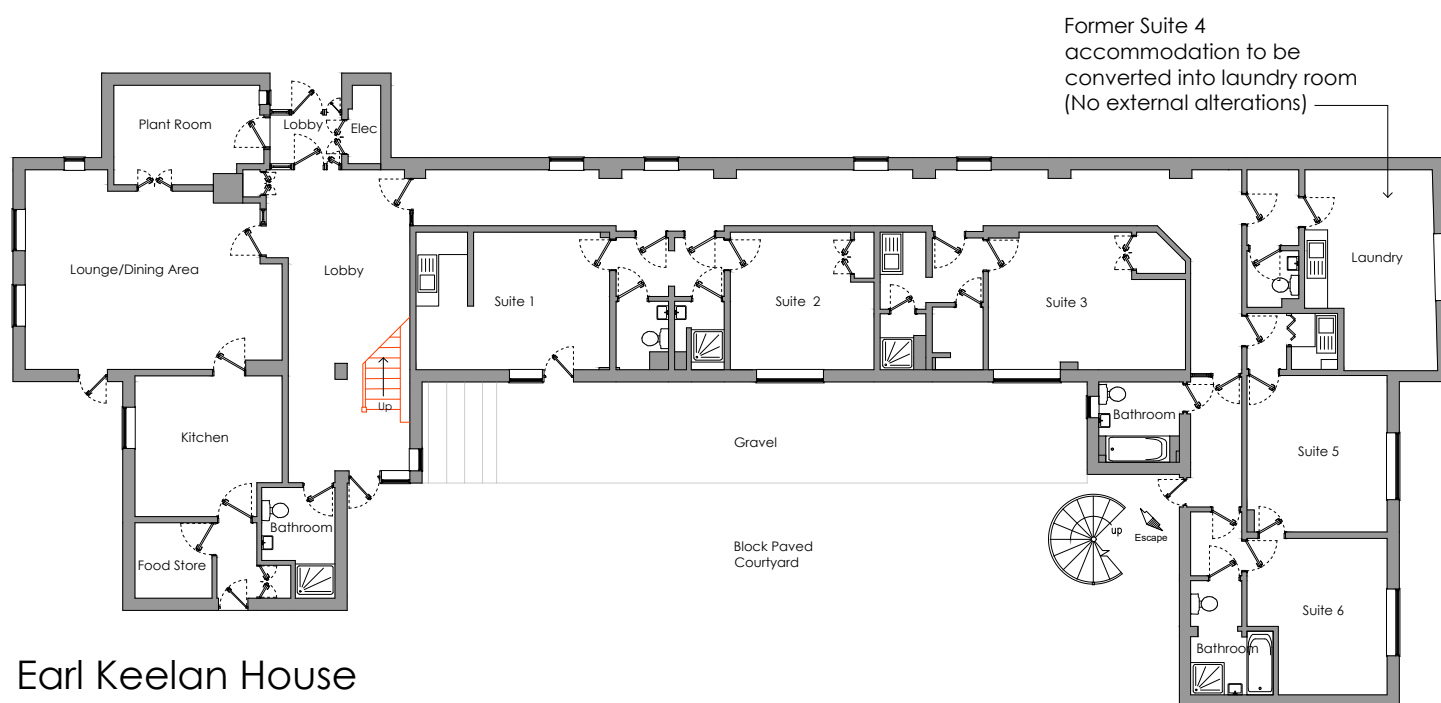 Former Suite 4
accommodation to be
converted into laundry room
(No external alterations)
Plant Room
Lobby
Elec
Lounge/Dining Area
Lobby
Suite 1
Suite 2
Suite 3
Laundry
Up
Kitchen
Bathroom
Gravel
Bathroom
Suite 5
Food Store
Block Paved
Courtyard
up
Escape
Suite 6
Bathroom
Earl Keelan House